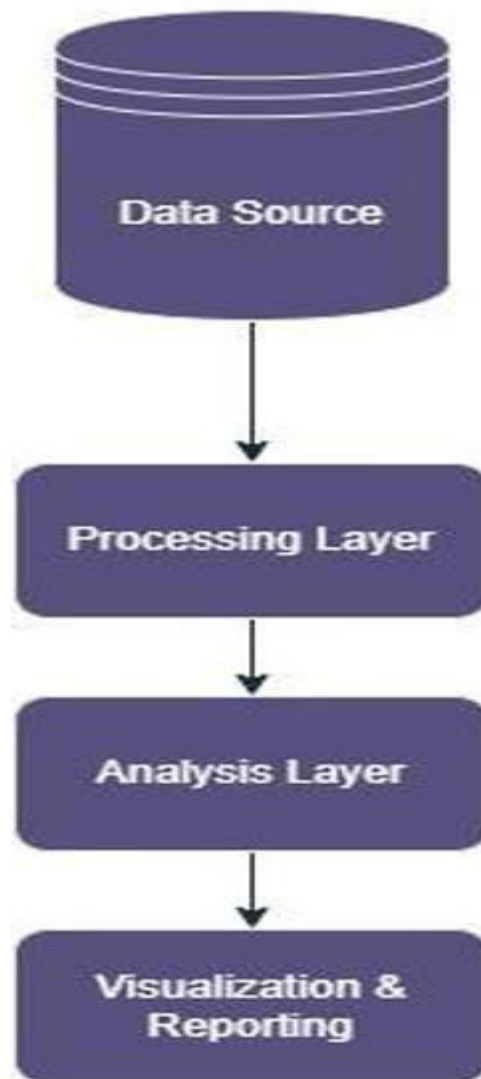 Data Source
Processing Layer
Analysis Layer
Visualization &
Reporting